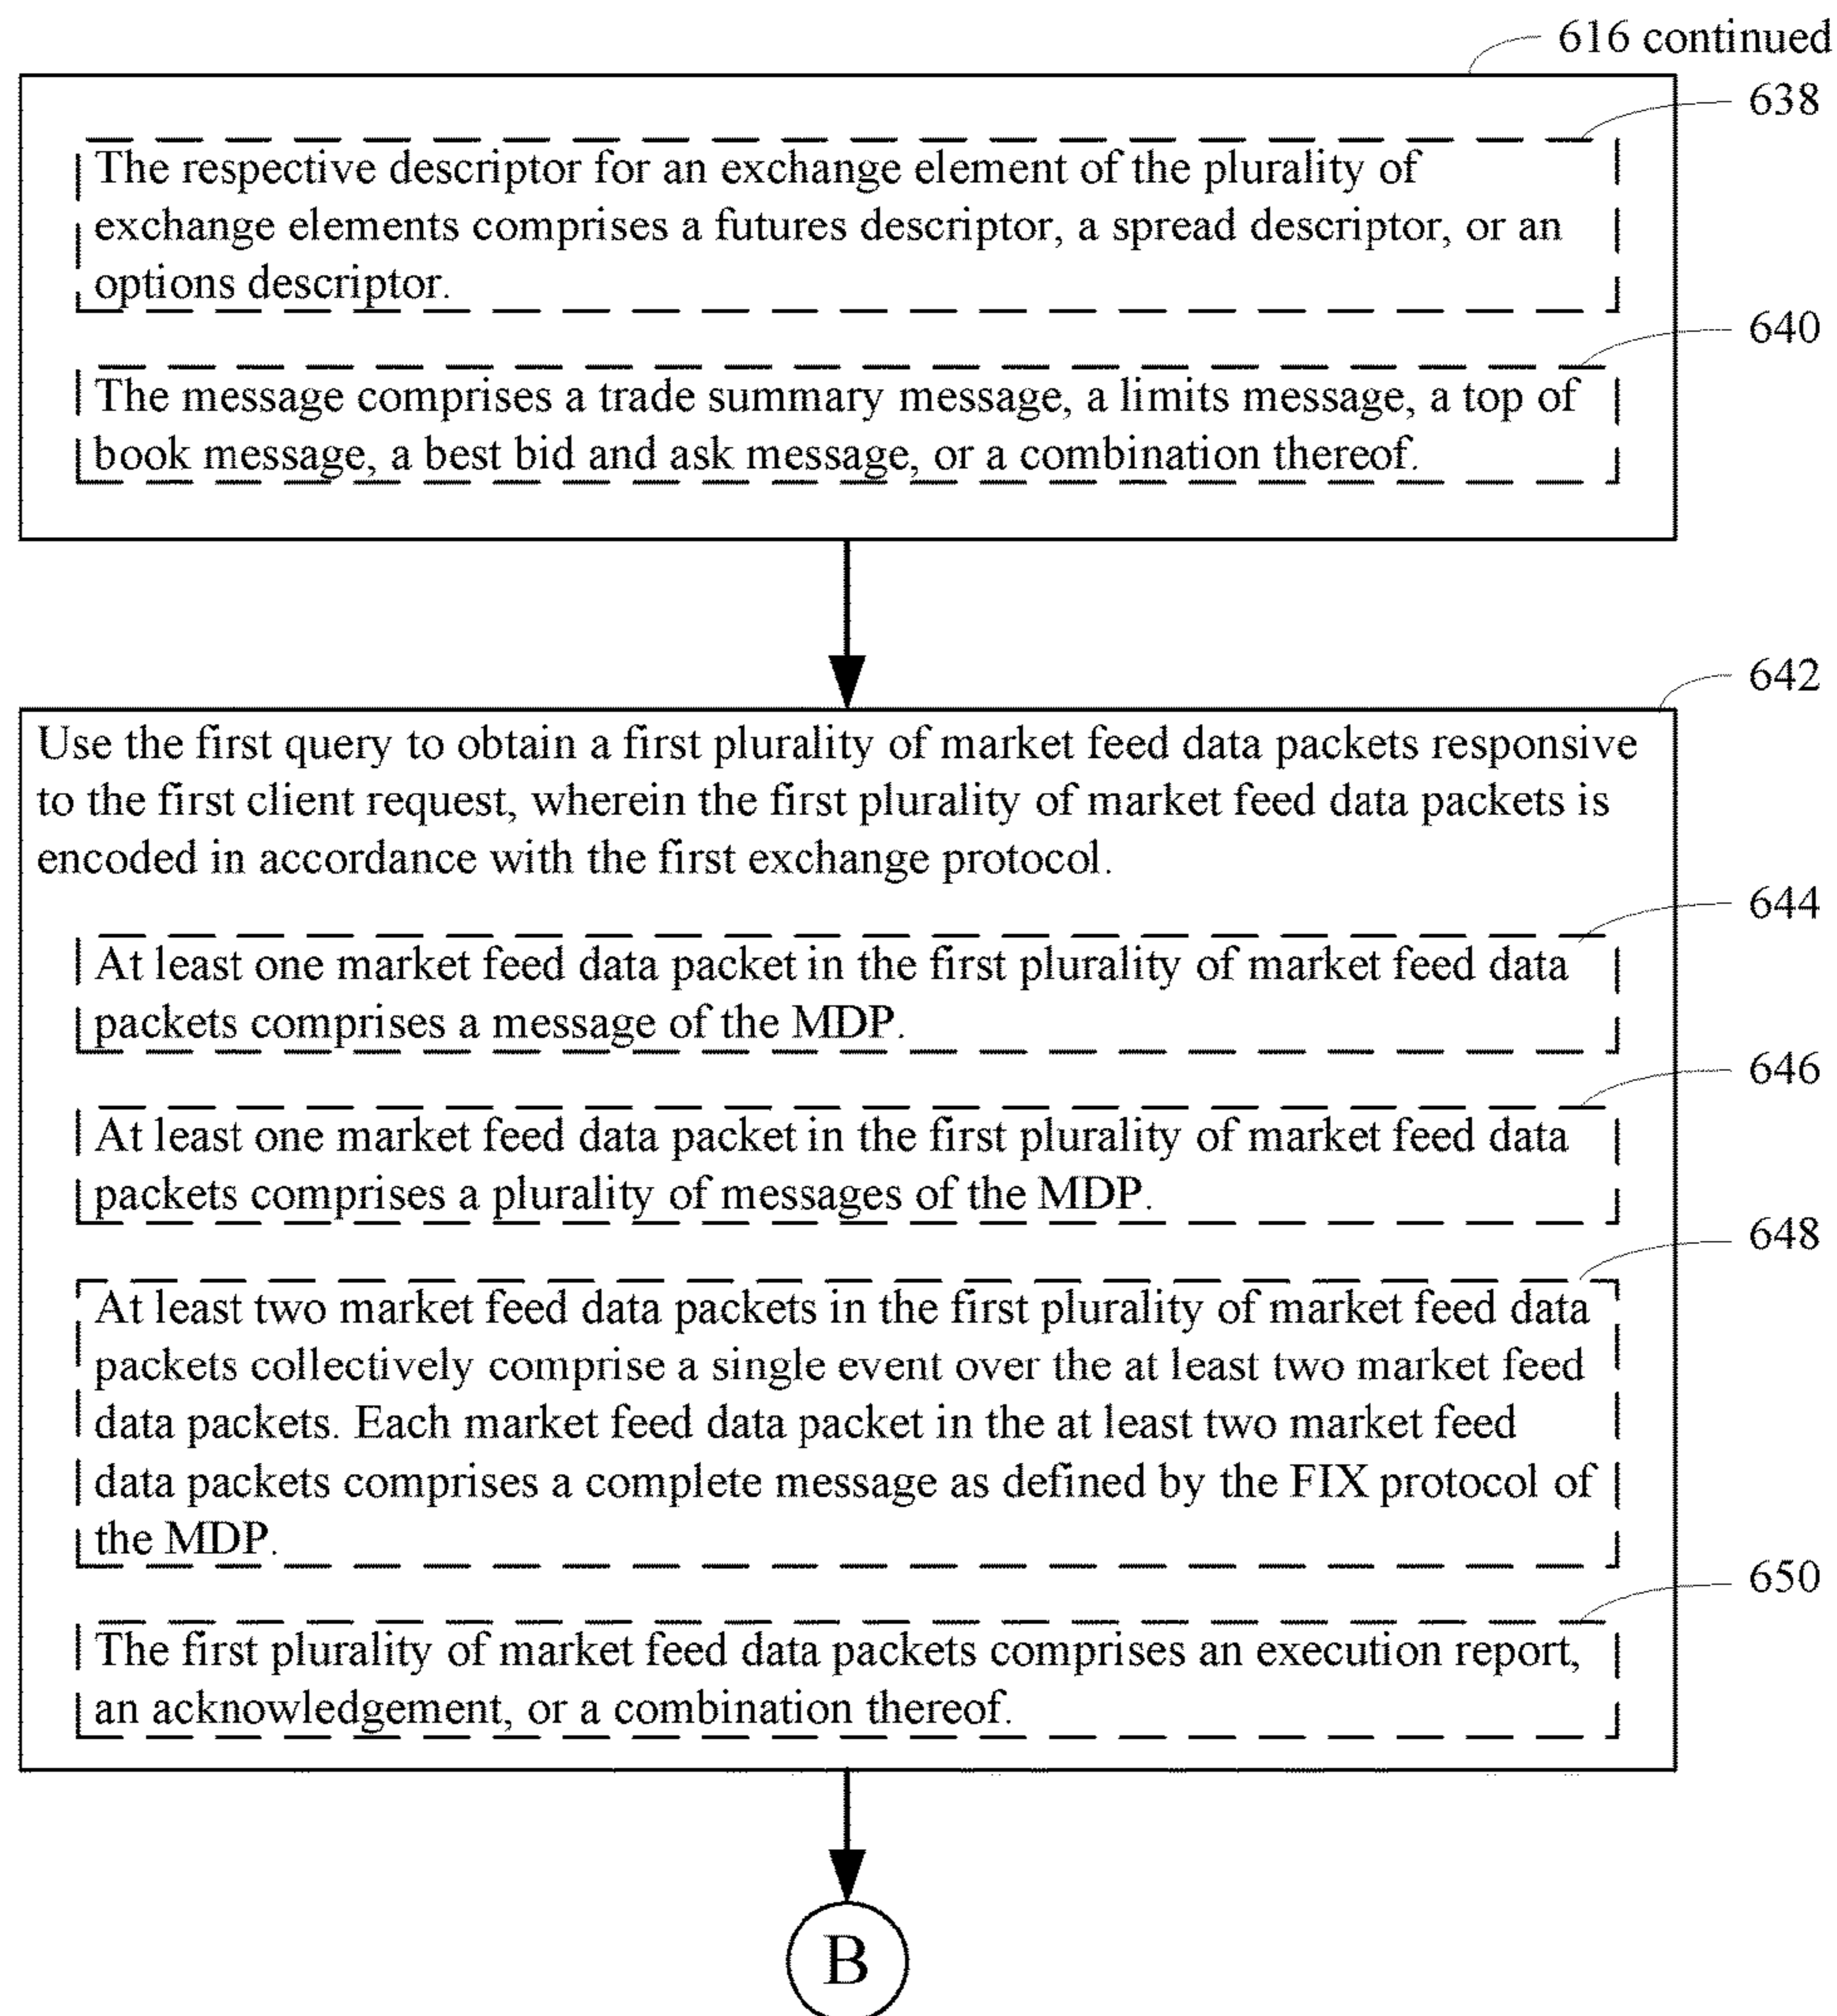 616 continued
638
The respective descriptor for an exchange element of the plurality of
exchange elements comprises a futures descriptor, a spread descriptor, or an
options descriptor.
640
The message comprises a trade summary message, a limits message, a top of
book message, a best bid and ask message, or a combination thereof.
642
Use the first query to obtain a first plurality of market feed data packets responsive
to the first client request, wherein the first plurality of market feed data packets is
encoded in accordance with the first exchange protocol.
644
At least one market feed data packet in the first plurality of market feed data
packets comprises a message of the MDP.
646
At least one market feed data packet in the first plurality of market feed data
packets comprises a plurality of messages of the MDP.
648
At least two market feed data packets in the first plurality of market feed data
packets collectively comprise a single event over the at least two market feed
data packets. Each market feed data packet in the at least two market feed
data packets comprises a complete message as defined by the FIX protocol of
the MDP.
650
The first plurality of market feed data packets comprises an execution report,
an acknowledgement, or a combination thereof.
B